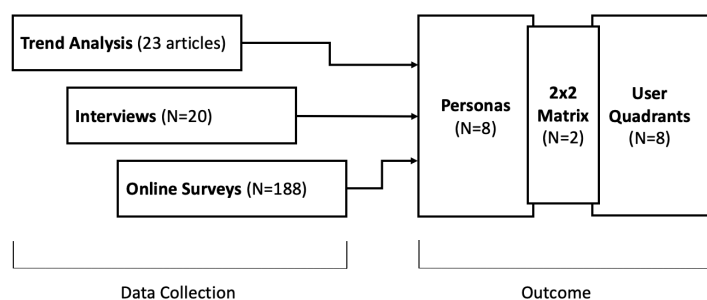 Trend Analysis (23 articles)
Interviews (N=20)
Online Surveys (N=188)
Personas
(N=8)
2x2
Matrix
(N=2)
User
Quadrants
(N=8)
Data Collection
Outcome